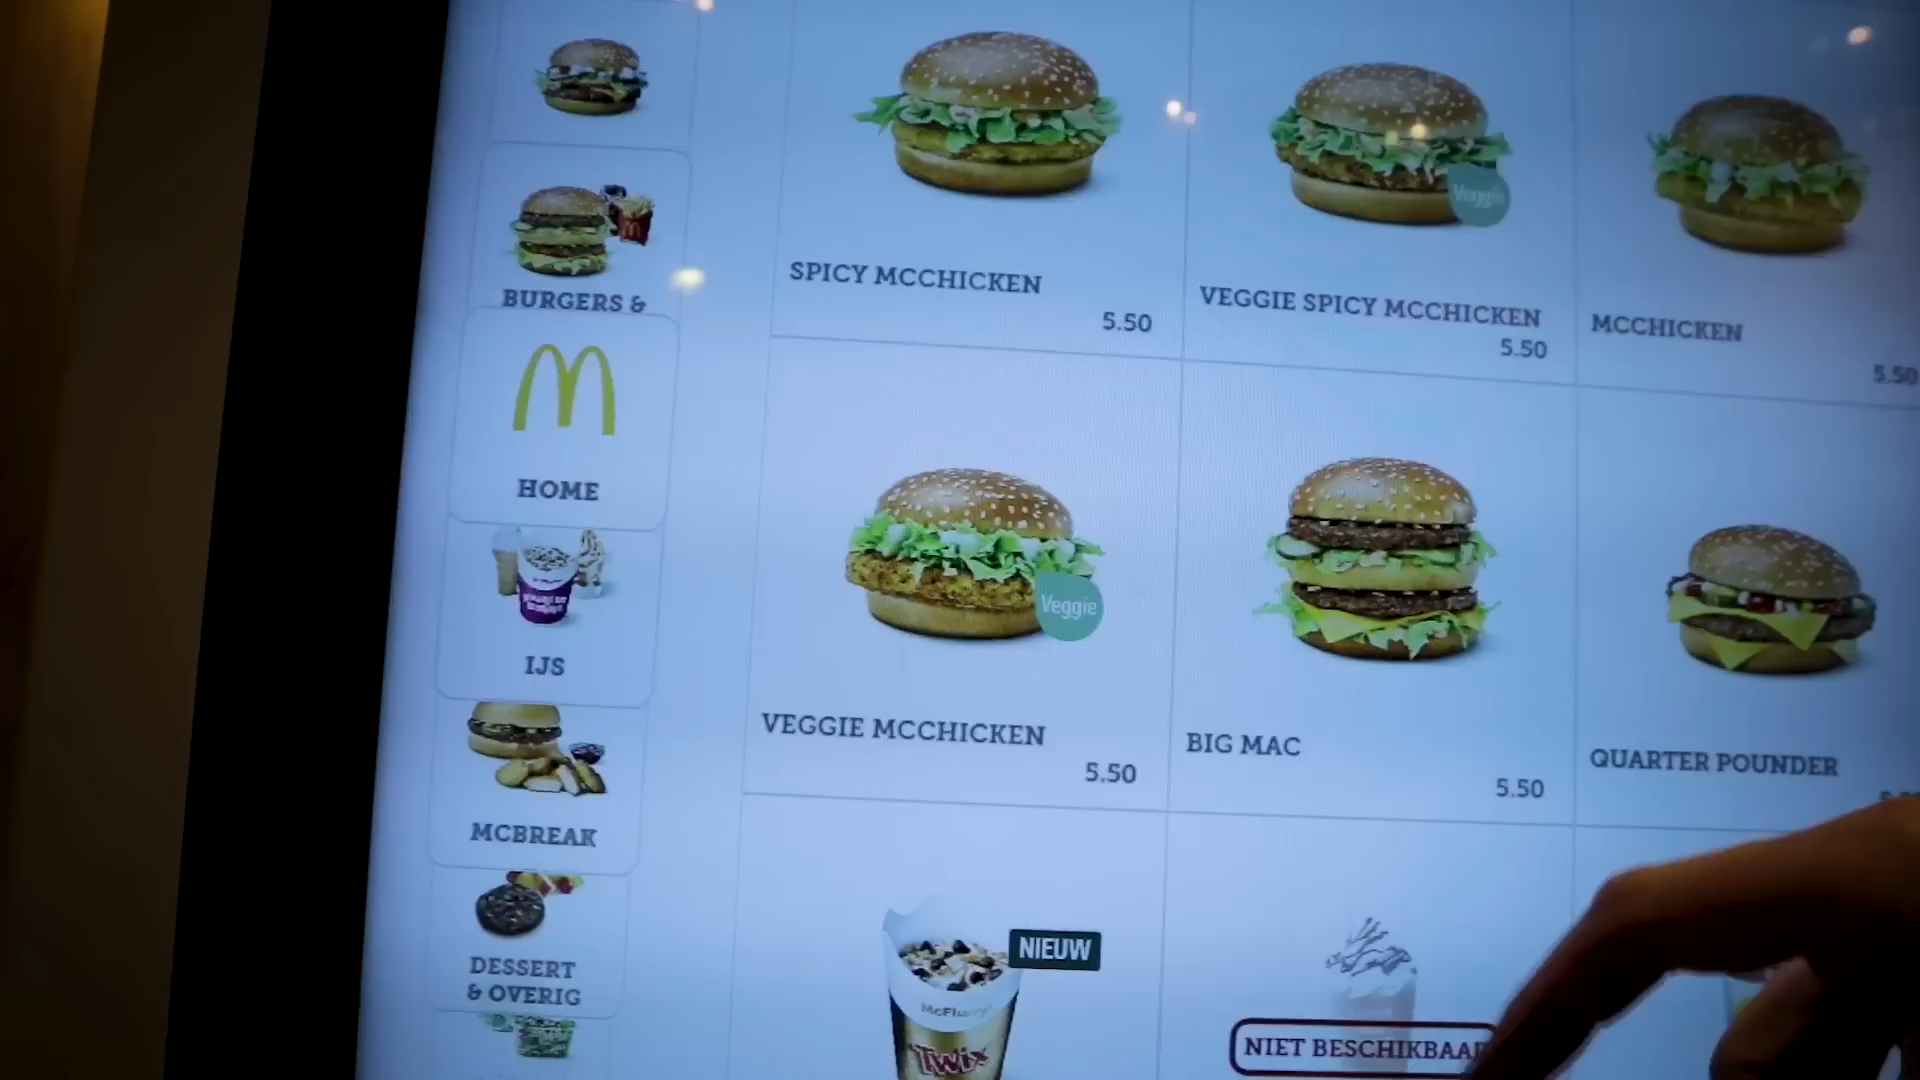 SPICY MCCHICKEN
5.50
Veggie
VEGGIE SPICY MCCHICKEN
5.50
MCCHICKEN
5.50
BURGERS &
HOME
IJS
MCBREAK
DESSERT
& OVERIG
Veggie
VEGGIE MCCHICKEN
5.50
BIG MAC
5.50
QUARTER POUNDER
NIEUW
McFlurry
Twix
NIET BESCHIKBAAR